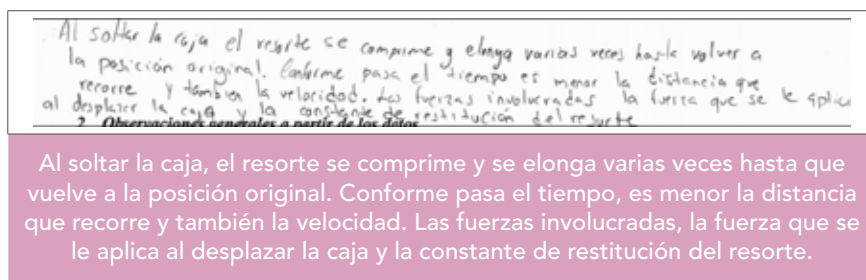 Al soltar la caja el resorte se comprime y elonga varias veces hasta volver a
la posición original. Conforme pasa el tiempo es menor la distancia que
recorre y tambien la velocidad. Las fuerzas involucradas la fuerza que se le aplica
al desplazar la caja y la constante de restitución del resorte
2 Observaciones generales a partir de los datos
Al soltar la caja, el resorte se comprime y se elonga varias veces hasta que
vuelve a la posición original. Conforme pasa el tiempo, es menor la distancia
que recorre y también la velocidad. Las fuerzas involucradas, la fuerza que se
le aplica al desplazar la caja y la constante de restitución del resorte.